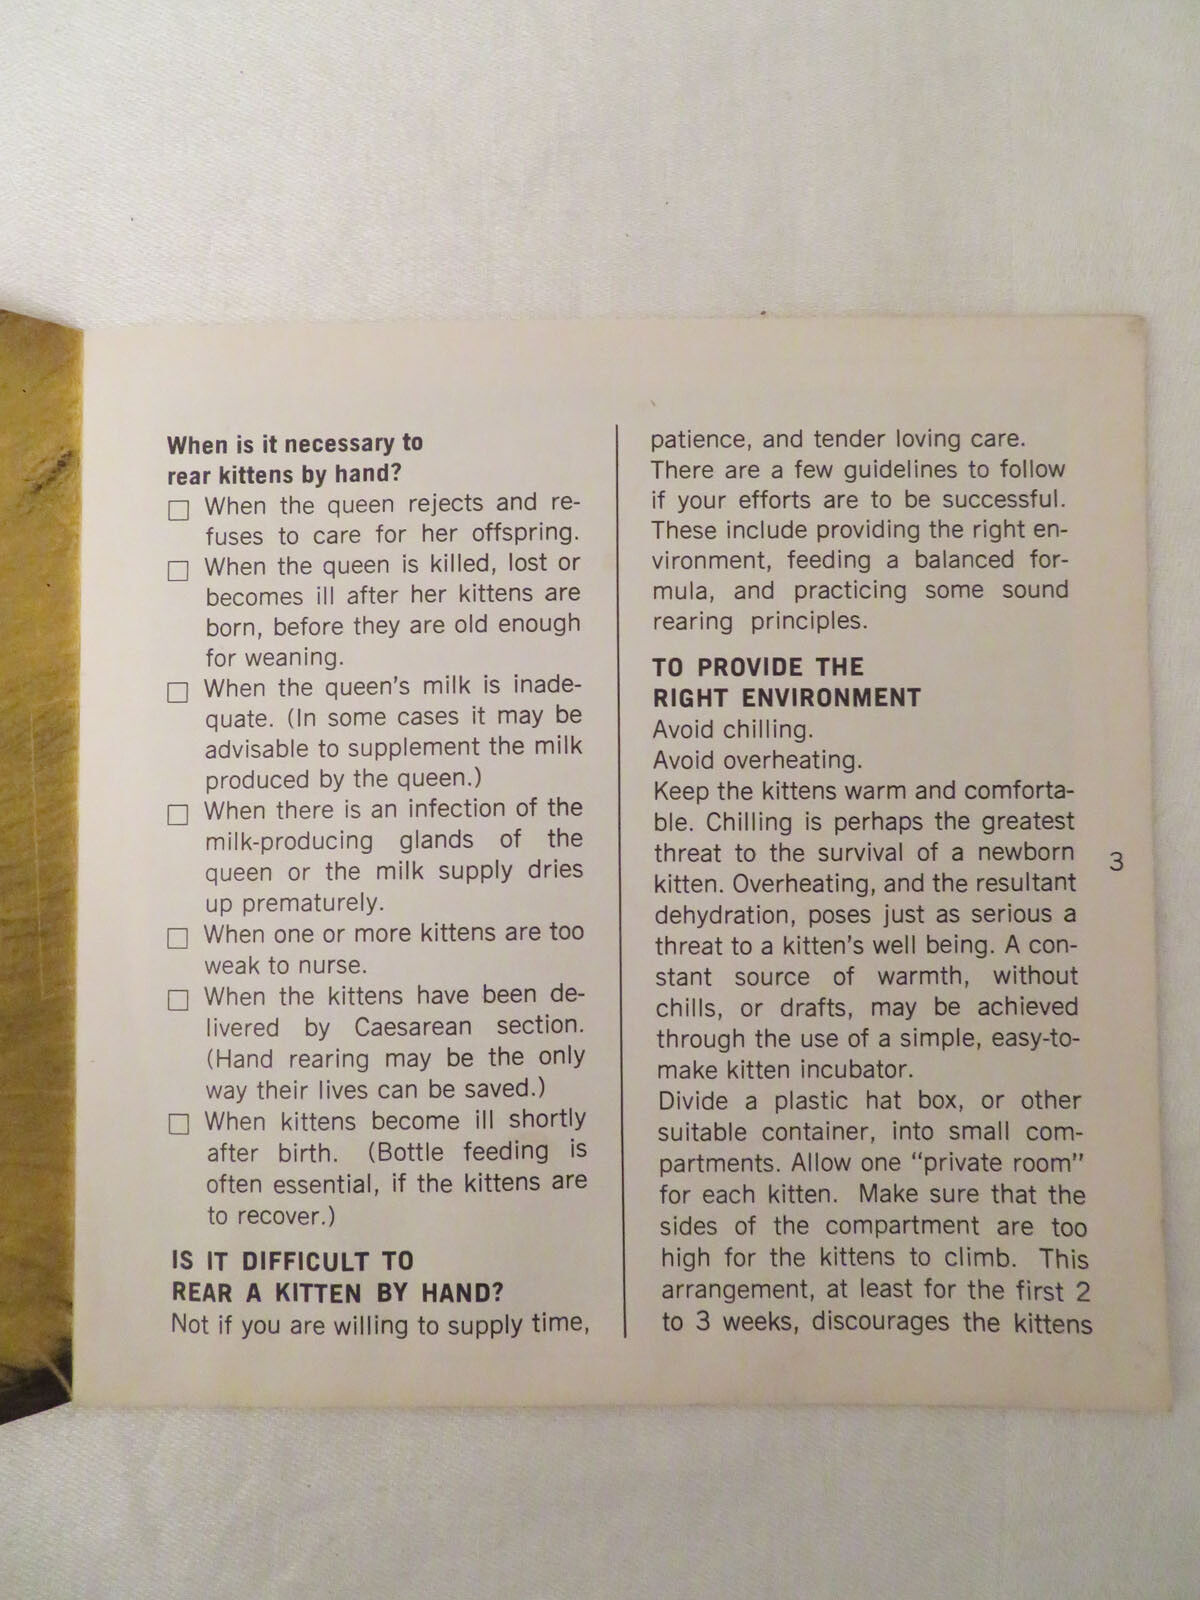 When is it necessary to
rear kittens by hand?
☐ When the queen rejects and re-
fuses to care for her offspring.
☐ When the queen is killed, lost or
becomes ill after her kittens are
born, before they are old enough
for weaning.
☐ When the queen's milk is inade-
quate. (In some cases it may be
advisable to supplement the milk
produced by the queen.)
☐ When there is an infection of the
milk-producing glands of the
queen or the milk supply dries
up prematurely.
☐ When one or more kittens are too
weak to nurse.
☐ When the kittens have been de-
livered by Caesarean section.
(Hand rearing may be the only
way their lives can be saved.)
☐ When kittens become ill shortly
after birth. (Bottle feeding is
often essential, if the kittens are
to recover.)
IS IT DIFFICULT TO
REAR A KITTEN BY HAND?
Not if you are willing to supply time,
patience, and tender loving care.
There are a few guidelines to follow
if your efforts are to be successful.
These include providing the right en-
vironment, feeding a balanced for-
mula, and practicing some sound
rearing principles.
TO PROVIDE THE
RIGHT ENVIRONMENT
Avoid chilling.
Avoid overheating.
Keep the kittens warm and comforta-
ble. Chilling is perhaps the greatest
threat to the survival of a newborn
kitten. Overheating, and the resultant
dehydration, poses just as serious a
threat to a kitten's well being. A con-
stant source of warmth, without
chills, or drafts, may be achieved
through the use of a simple, easy-to-
make kitten incubator.
Divide a plastic hat box, or other
suitable container, into small com-
partments. Allow one "private room"
for each kitten. Make sure that the
sides of the compartment are too
high for the kittens to climb. This
arrangement, at least for the first 2
to 3 weeks, discourages the kittens
3